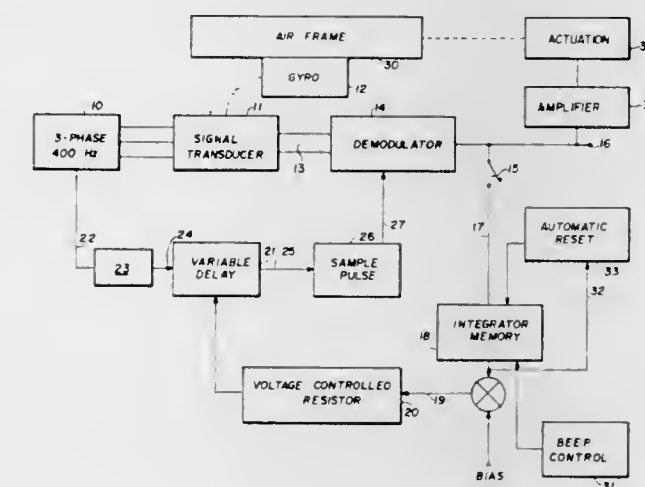 AIR FRAME
ACTUATION
30
GYRO
12
10
11
14
AMPLIFIER
3-PHASE
400 Hz
SIGNAL
TRANSDUCER
DEMODULATOR
16
13
15
27
17
AUTOMATIC
RESET
22
24
26
23
VARIABLE
DELAY
21
25
SAMPLE
PULSE
33
32
18
INTEGRATOR
MEMORY
VOLTAGE CONTROLLED
RESISTOR
19
20
BEEP
CONTROL
BIAS
31